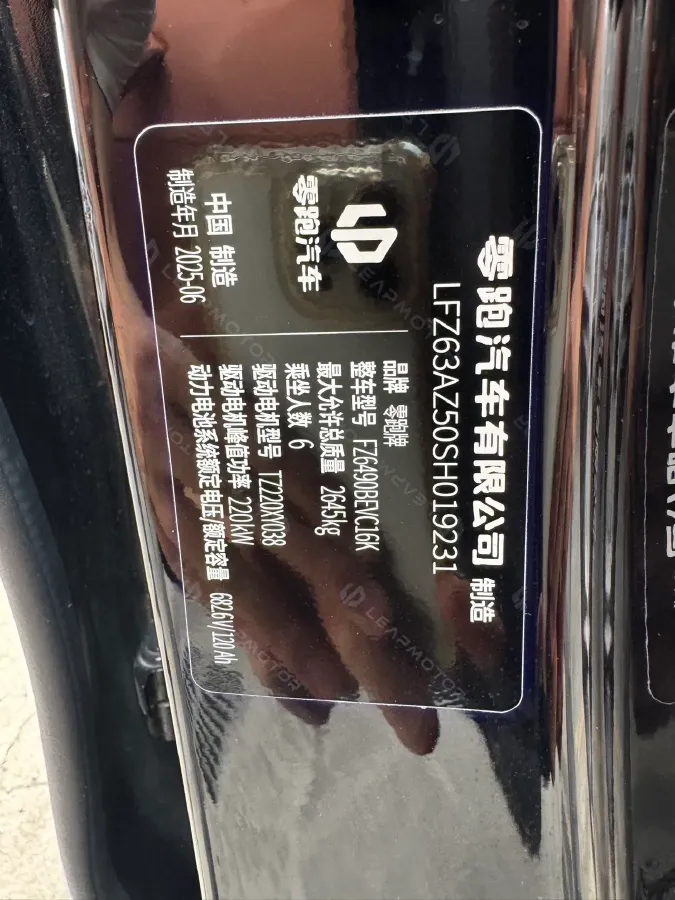 零跑汽车有限公司 制造
LFZ63AZ50SH019231
零跑汽车
中国 制造
制造年月 2025-06
品牌 零跑牌
整车型号 FZ6490BEVC16K
最大允许总质量 2645kg
乘坐人数 6
驱动电机型号 TZ220XY038
驱动电机峰值功率 220kW
动力电池系统额定电压/额定容量 682.6V/120Ah
LEAPMOTOR
LEAPMOTOR